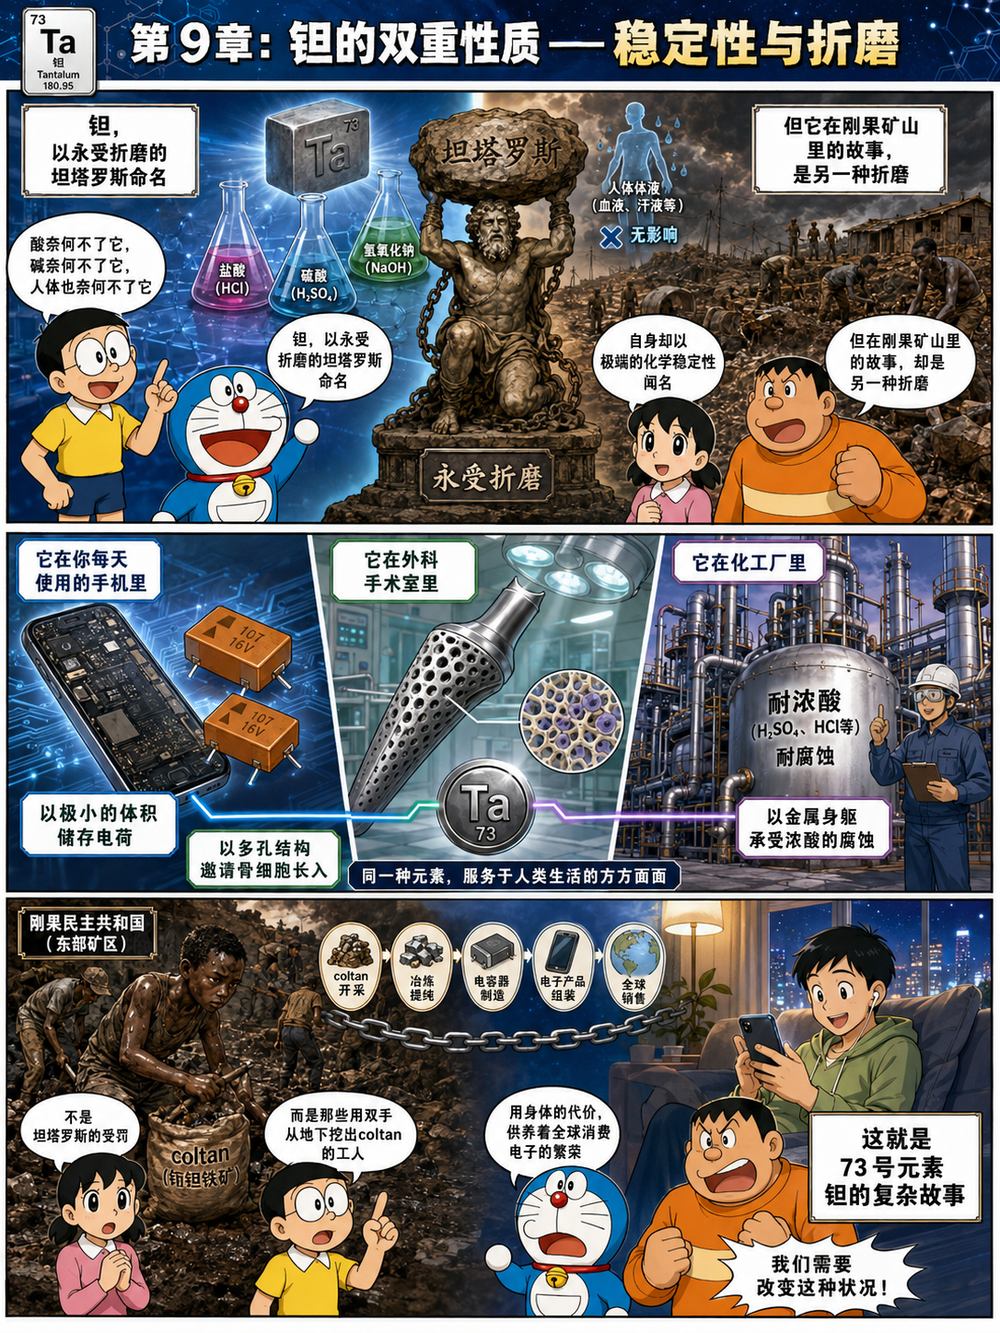 73
Ta
钽
Tantalum
180.95
第9章：钽的双重性质 — 稳定性与折磨
钽，
以永受折磨的
坦塔罗斯命名
73
Ta
坦塔罗斯
人体体液
（血液、汗液等）
无影响
但它在刚果矿山
里的故事，
是另一种折磨
盐酸
(HCl)
硫酸
(H₂SO₄)
氢氧化钠
(NaOH)
酸奈何不了它，
碱奈何不了它，
人体也奈何不了它
钽，以永受
折磨的坦塔罗斯
命名
自身却以
极端的化学稳定性
闻名
但在刚果矿山里
的故事，却是
另一种折磨
永受折磨
它在你每天
使用的手机里
107
16V
107
16V
以极小的体积
储存电荷
它在外科
手术室里
以多孔结构
邀请骨细胞长入
Ta
73
它在化工厂里
耐浓酸
(H₂SO₄、HCl等)
耐腐蚀
以金属身躯
承受浓酸的腐蚀
同一种元素，服务于人类生活的方方面面
刚果民主共和国
（东部矿区）
coltan
开采
冶炼
提纯
电容器
制造
电子产品
组装
全球
销售
coltan
不是
坦塔罗斯的受罚
而是那些用双手
从地下挖出coltan
的工人
用身体的代价，
供养着全球消费
电子的繁荣
这就是
73号元素
钽的复杂故事
我们需要
改变这种状况！